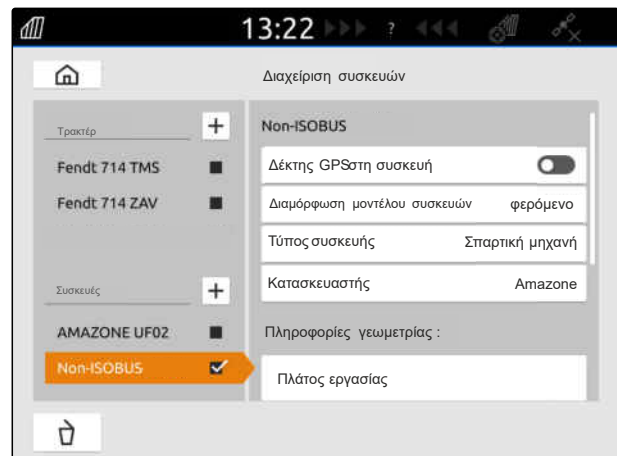 13:22 ?
Διαχείριση συσκευών
Τρακτέρ
Fendt 714 TMS
Fendt 714 ZAV
Συσκευές
AMAZONE UF02
Non-ISOBUS
Non-ISOBUS
Δέκτης GPSστη συσκευή
Διαμόρφωση μοντέλου συσκευών φερόμενο
Τύπος συσκευής Σπαρτική μηχανή
Κατασκευαστής Amazone
Πληροφορίες γεωμετρίας :
Πλάτος εργασίας